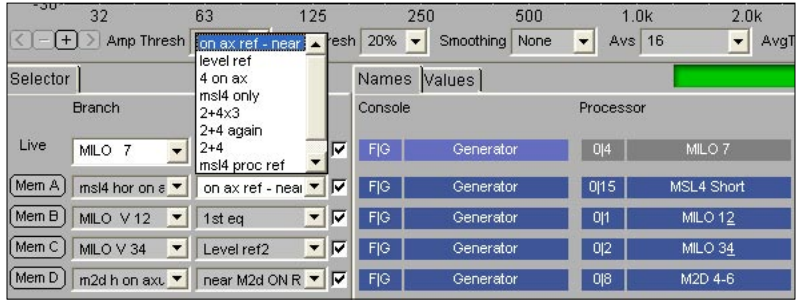 32 63 125 250 500 1.0k 2.0k
Amp Thresh resh 20% Smoothing None Avs 16 AvgT
on ax ref - near
level ref
4 on ax
msl4 only
2+4x3
2+4 again
2+4
msl4 proc ref
Selector Names Values
Branch Console Processor
Live MILO 7 F|G Generator 0|4 MILO 7
Mem A msl4 hor on a on ax ref - near F|G Generator 0|15 MSL4 Short
Mem B MILO V 12 1st eq F|G Generator 0|1 MILO 12
Mem C MILO V 34 Level ref2 F|G Generator 0|2 MILO 34
Mem D m2d h on axu near M2d ON R F|G Generator 0|8 M2D 4-6